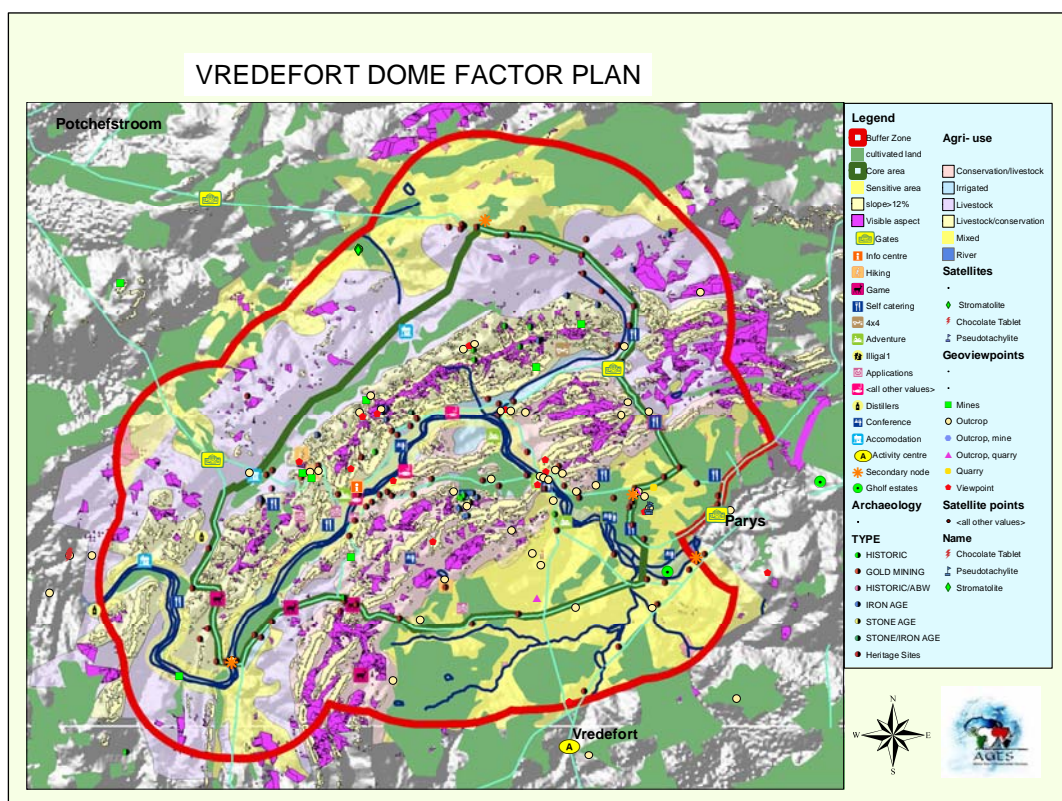 VREDEFORT DOME FACTOR PLAN
Potchefstroom
Parys
Vredefort
A
Legend
Buffer Zone
cultivated land
Core area
Sensitive area
slope>12%
Visible aspect
Gates
Info centre
Hiking
Game
Self catering
4x4
Adventure
Illigal1
Applications
<all other values>
Distillers
Conference
Accomodation
A Activity centre
Secondary node
Gholf estates
Archaeology
TYPE
HISTORIC
GOLD MINING
HISTORIC/ABW
IRON AGE
STONE AGE
STONE/IRON AGE
Heritage Sites
Agri- use
Conservation/livestock
Irrigated
Livestock
Livestock/conservation
Mixed
River
Satellites
Stromatolite
Chocolate Tablet
Pseudotachylite
Geoviewpoints
Mines
Outcrop
Outcrop, mine
Outcrop, quarry
Quarry
Viewpoint
Satellite points
<all other values>
Name
Chocolate Tablet
Pseudotachylite
Stromatolite
N
W E
S
AGES